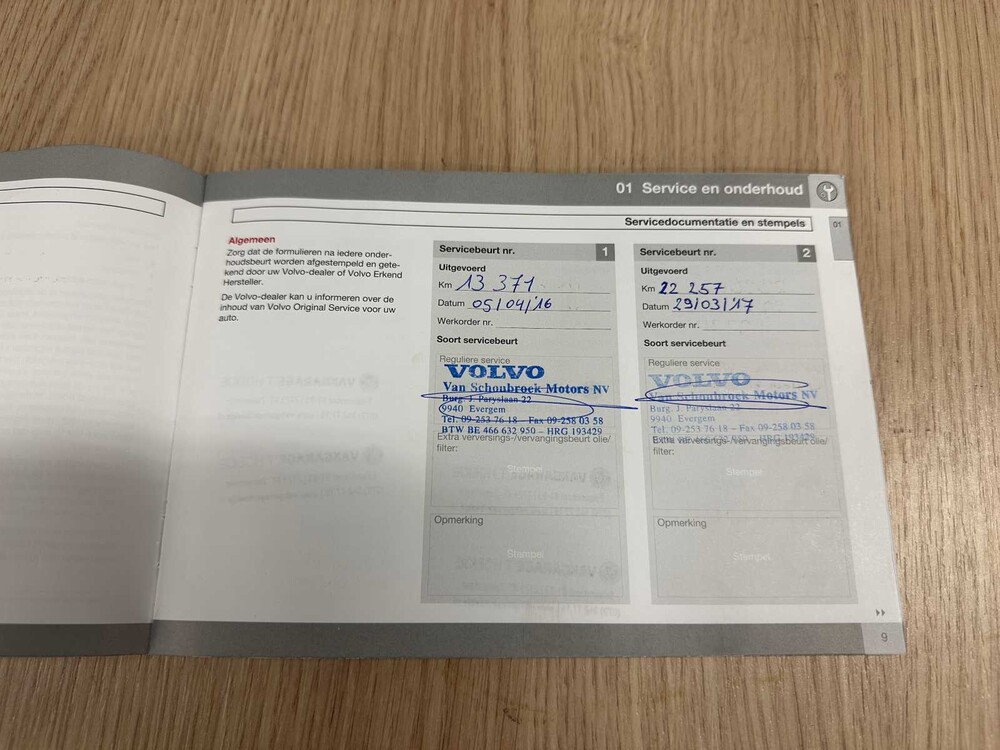 01 Service en onderhoud
01
Servicedocumentatie en stempels
Algemeen
Zorg dat de formulieren na iedere onder-
houdsbeurt worden afgestempeld en gete-
kend door uw Volvo-dealer of Volvo Erkend
Hersteller.
De Volvo-dealer kan u informeren over de
inhoud van Volvo Original Service voor uw
auto.
Servicebeurt nr. 1
Uitgevoerd
Km 13 371
Datum 05/04/'16
Werkorder nr.
Soort servicebeurt
Reguliere service
VOLVO
Van Schonbroek Motors NV
Burg. J. Paryslaan 22
9940 Evergem
Tel. 09-253 76 18 – Fax 09-258 03 58
BTW BE 466 632 950 – HRG 193429
Extra verversings-/vervangingsbeurt olie/
filter:
Stempel
Opmerking
Stempel
Servicebeurt nr. 2
Uitgevoerd
Km 22 257
Datum 29/03/17
Werkorder nr.
Soort servicebeurt
Reguliere service
VOLVO
Van Schonbroek Motors NV
Burg. J. Paryslaan 22
9940 Evergem
Tel. 09-253 76 18 – Fax 09-258 03 58
Extra verversings-/vervangingsbeurt olie/
filter:
Stempel
Opmerking
Stempel
9